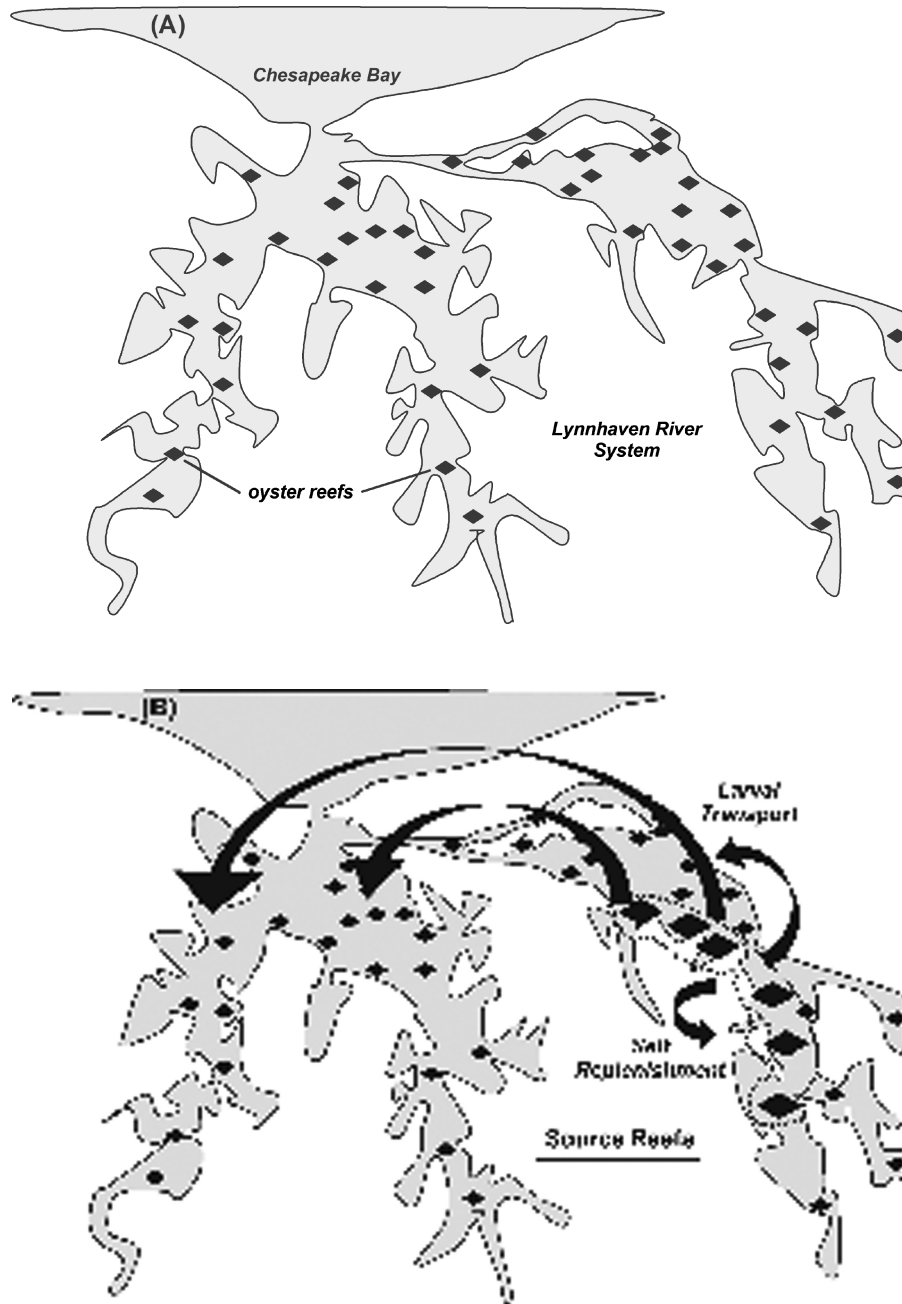 (A)
Chesapeake Bay
Lynnhaven River
System
oyster reefs
(B)
Larval
Transport
Self
Replenishment
Source Reefs